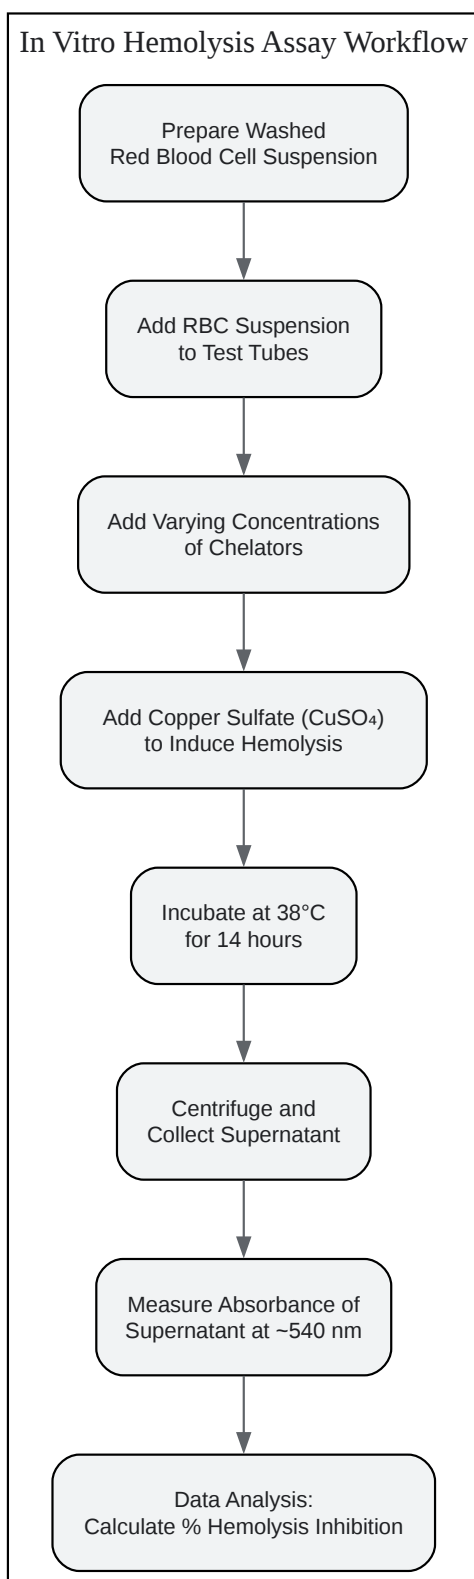 In Vitro Hemolysis Assay Workflow
Prepare Washed
Red Blood Cell Suspension
Add RBC Suspension
to Test Tubes
Add Varying Concentrations
of Chelators
Add Copper Sulfate (CuSO₄)
to Induce Hemolysis
Incubate at 38°C
for 14 hours
Centrifuge and
Collect Supernatant
Measure Absorbance of
Supernatant at ~540 nm
Data Analysis:
Calculate % Hemolysis Inhibition